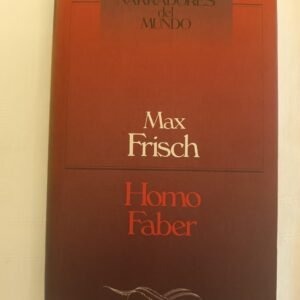 NARRADORES
del
MUNDO
Max
Frisch
Homo
Faber